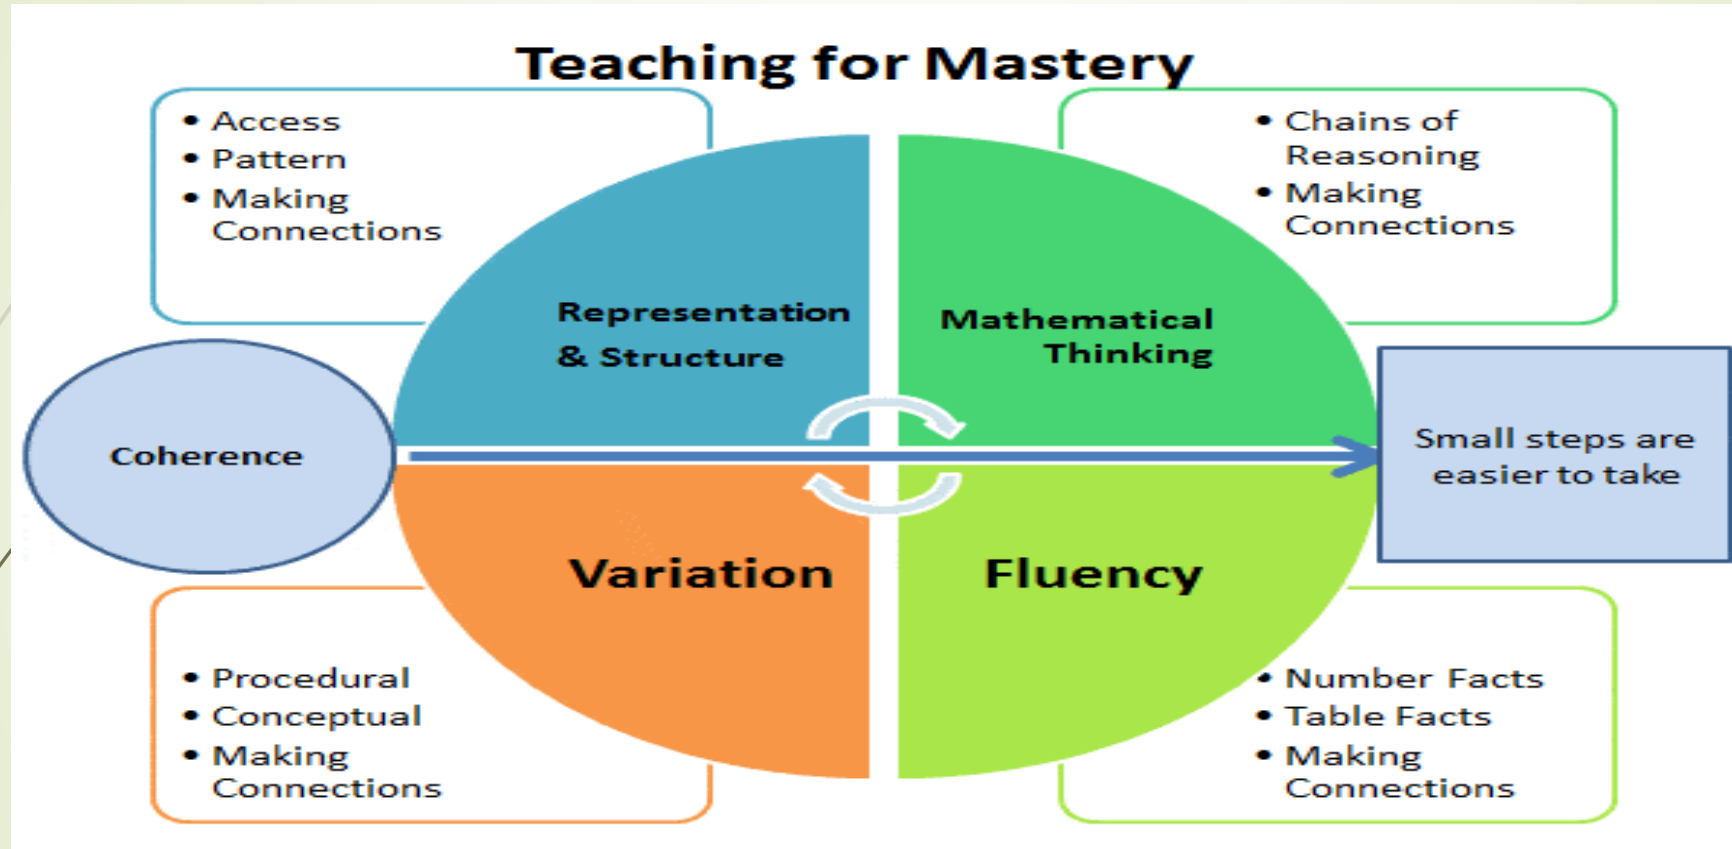 Teaching for Mastery
• Access
• Pattern
• Making
Connections
• Chains of
Reasoning
• Making
Connections
Representation
& Structure
Mathematical
Thinking
Coherence
Small steps are
easier to take
Variation
Fluency
• Procedural
• Conceptual
• Making
Connections
• Number Facts
• Table Facts
• Making
Connections